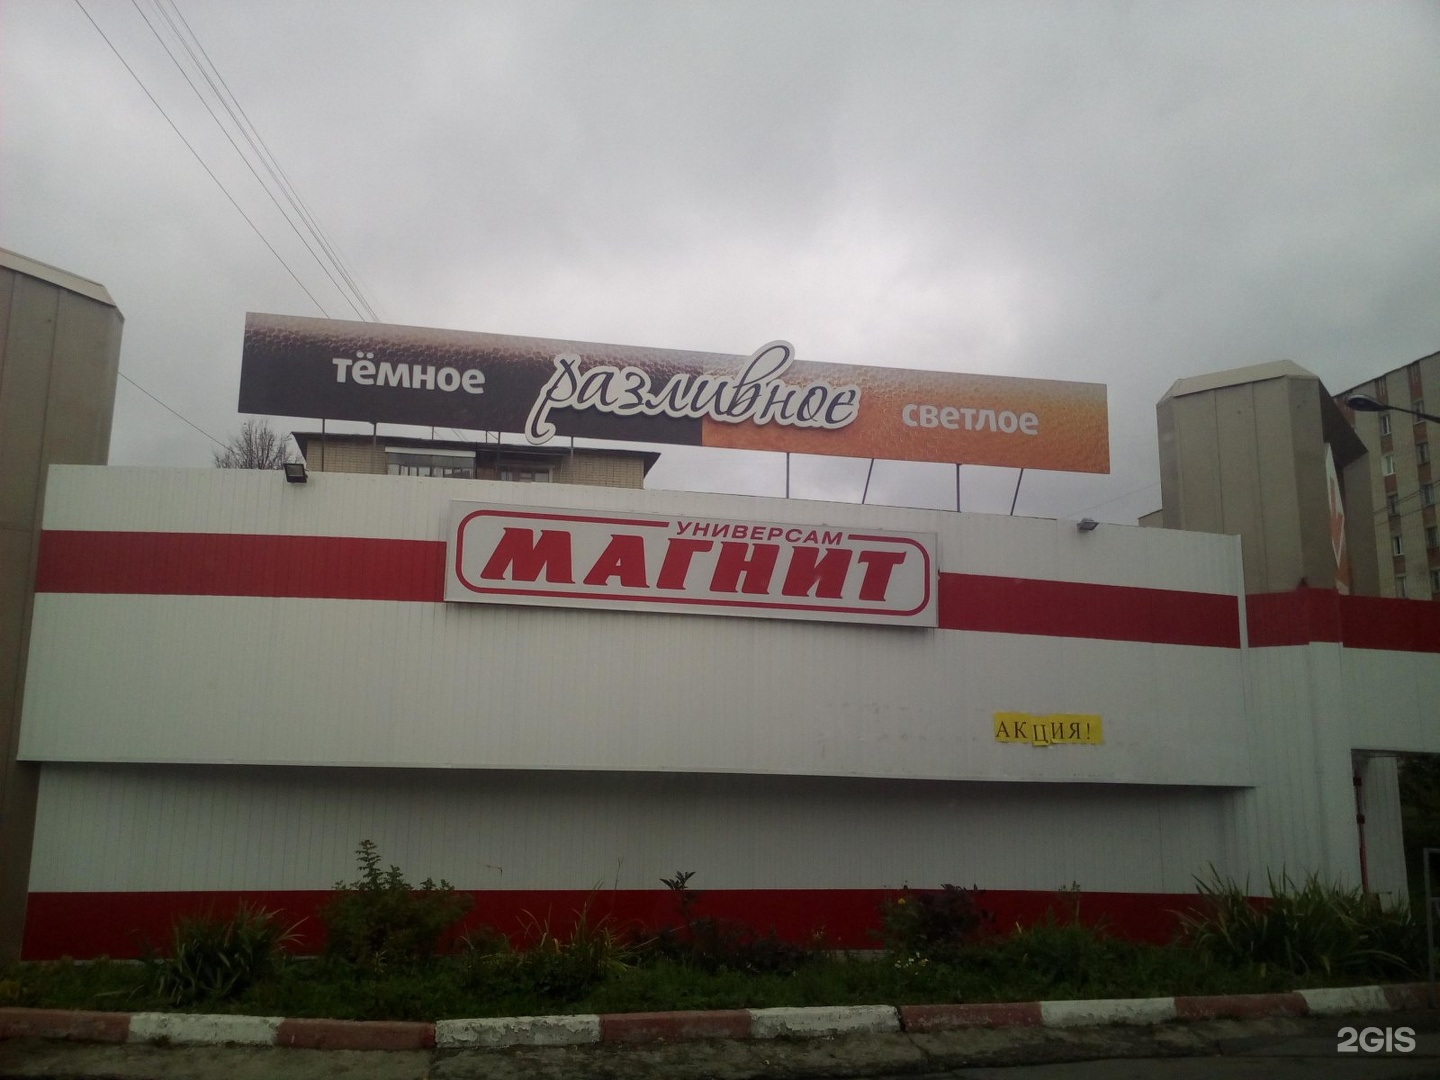 тёмное разливное светлое
УНИВЕРСАМ
МАГНИТ
АКЦИЯ!
2GIS